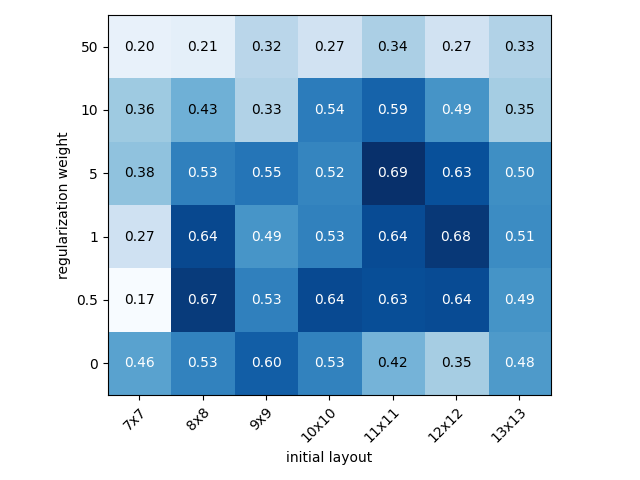 50 0.20 0.21 0.32 0.27 0.34 0.27 0.33
10 0.36 0.43 0.33 0.54 0.59 0.49 0.35
5 0.38 0.53 0.55 0.52 0.69 0.63 0.50
1 0.27 0.64 0.49 0.53 0.64 0.68 0.51
0.5 0.17 0.67 0.53 0.64 0.63 0.64 0.49
0 0.46 0.53 0.60 0.53 0.42 0.35 0.48
regularization weight
7x7 8x8 9x9 10x10 11x11 12x12 13x13
initial layout